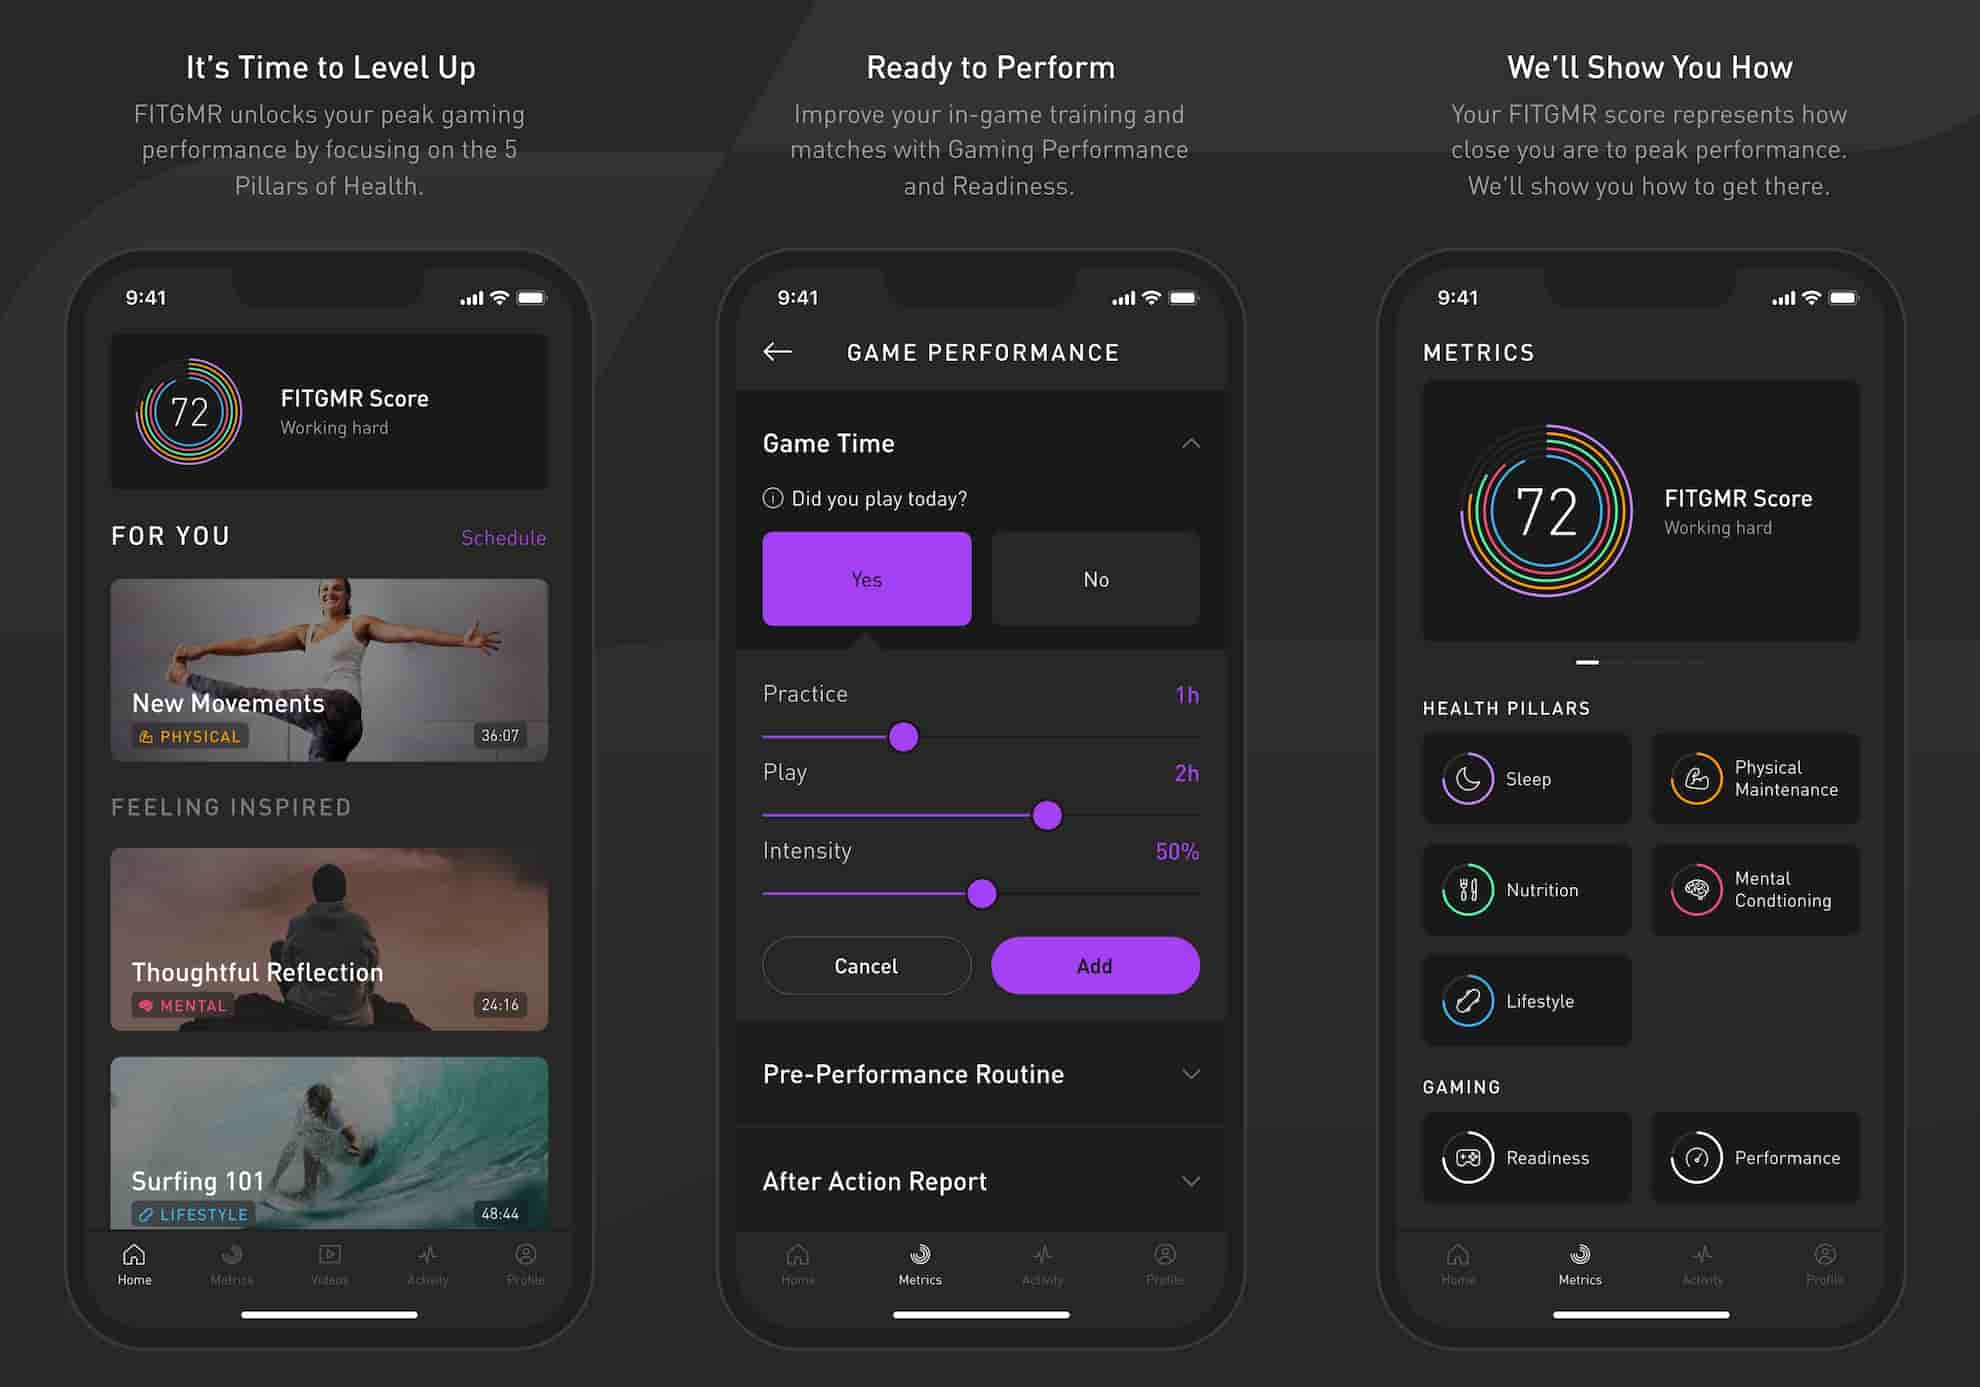 It's Time to Level Up
FITGMR unlocks your peak gaming
performance by focusing on the 5
Pillars of Health.
9:41
72
FITGMR Score
Working hard
FOR YOU
Schedule
New Movements
PHYSICAL
36:07
FEELING INSPIRED
Thoughtful Reflection
MENTAL
24:16
Surfing 101
LIFESTYLE
48:44
Home
Metrics
Videos
Activity
Profile
Ready to Perform
Improve your in-game training and
matches with Gaming Performance
and Readiness.
9:41
GAME PERFORMANCE
Game Time
Did you play today?
Yes
No
Practice
1h
Play
2h
Intensity
50%
Cancel
Add
Pre-Performance Routine
After Action Report
Home
Metrics
Activity
Profile
We'll Show You How
Your FITGMR score represents how
close you are to peak performance.
We'll show you how to get there.
9:41
METRICS
72
FITGMR Score
Working hard
HEALTH PILLARS
Sleep
Physical
Maintenance
Nutrition
Mental
Condtioning
Lifestyle
GAMING
Readiness
Performance
Home
Metrics
Activity
Profile